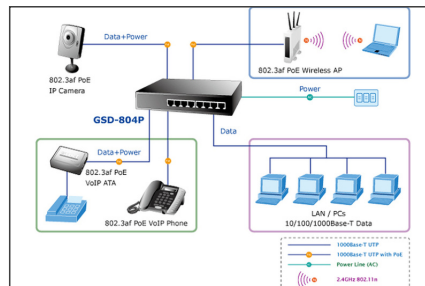 Data+Power
802.3af PoE
IP Camera
802.3af PoE Wireless AP
Power
GSD-804P
Data
Data+Power
802.3af PoE
VoIP ATA
802.3af PoE VoIP Phone
LAN / PCs
10/100/1000Base-T Data
1000Base-T UTP
1000Base-T UTP with PoE
Power Line (AC)
2.4GHz 802.11n